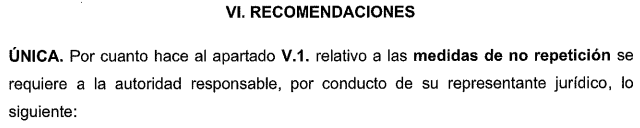 VI. RECOMENDACIONES
ÚNICA. Por cuanto hace al apartado V.1. relativo a las medidas de no repetición se
requiere a la autoridad responsable, por conducto de su representante jurídico, lo
siguiente: